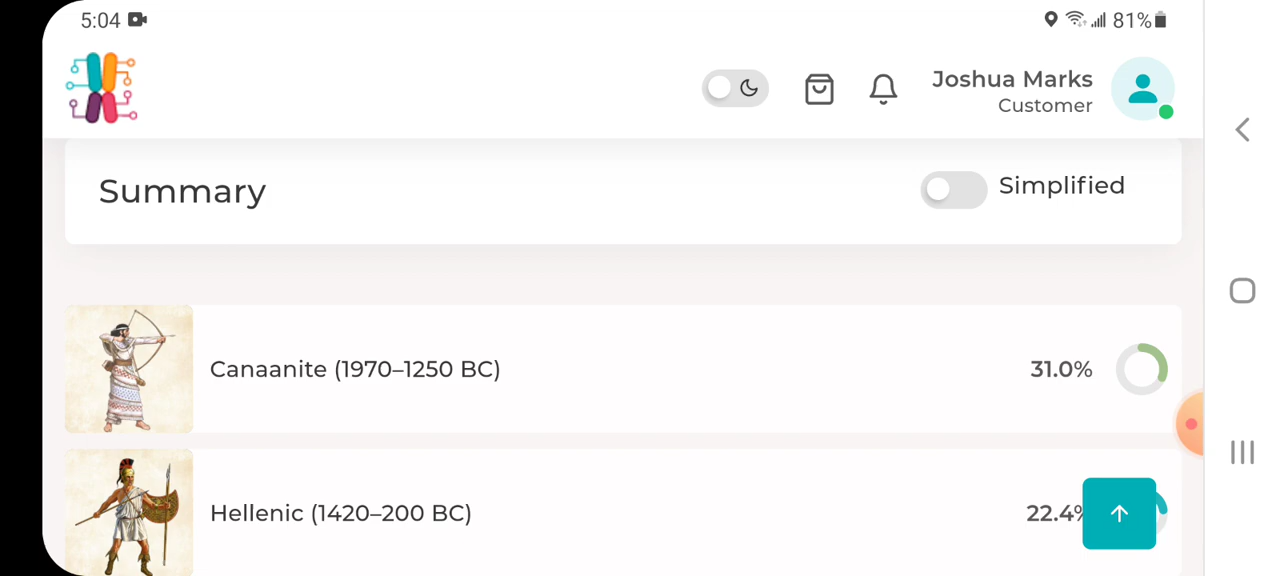 5:04
81%
Joshua Marks
Customer
Summary
Simplified
Canaanite (1970–1250 BC)
31.0%
Hellenic (1420–200 BC)
22.4%